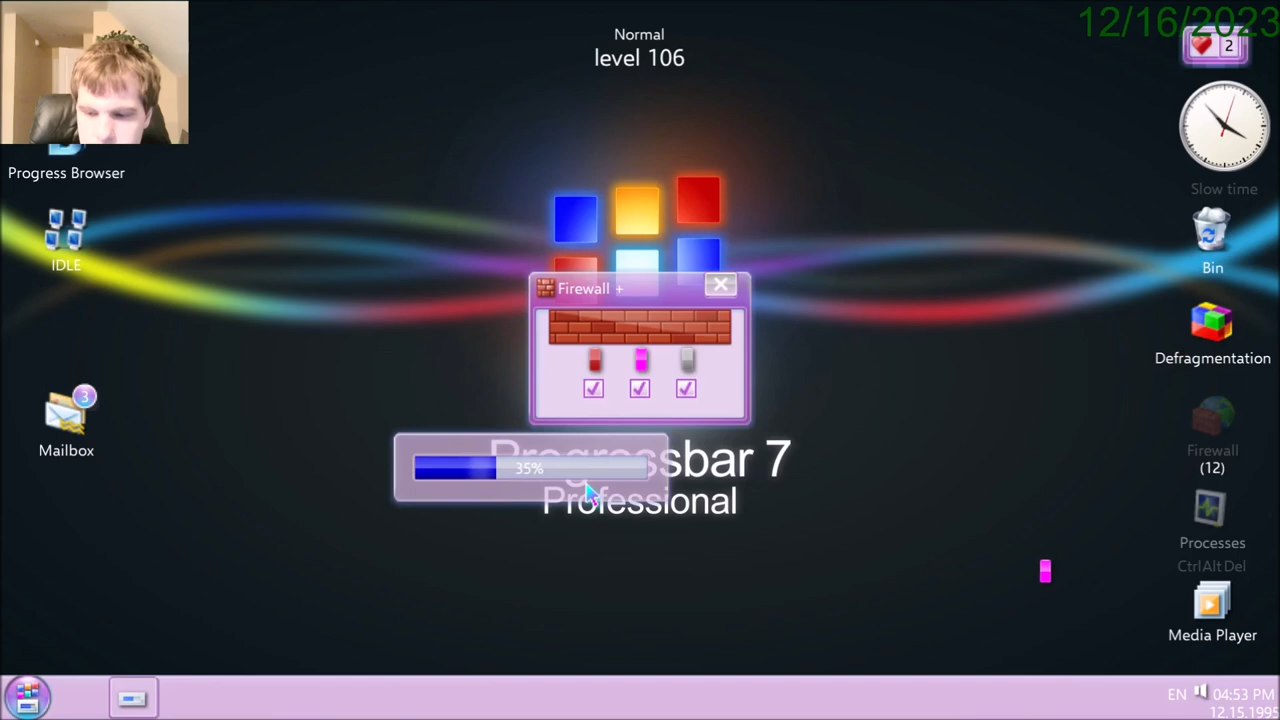 12/16/2023
Normal
level 106
2
Progress Browser
Slow time
IDLE
Bin
Firewall +
Defragmentation
3
Mailbox
Firewall
(12)
Progressbar 7
35%
Professional
Processes
CtrlAltDel
Media Player
EN 04:53 PM
12.15.1995